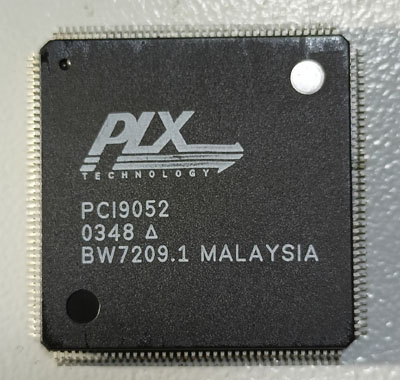 PLX
TECHNOLOGY
PCI9052
0348 Δ
BW7209.1 MALAYSIA